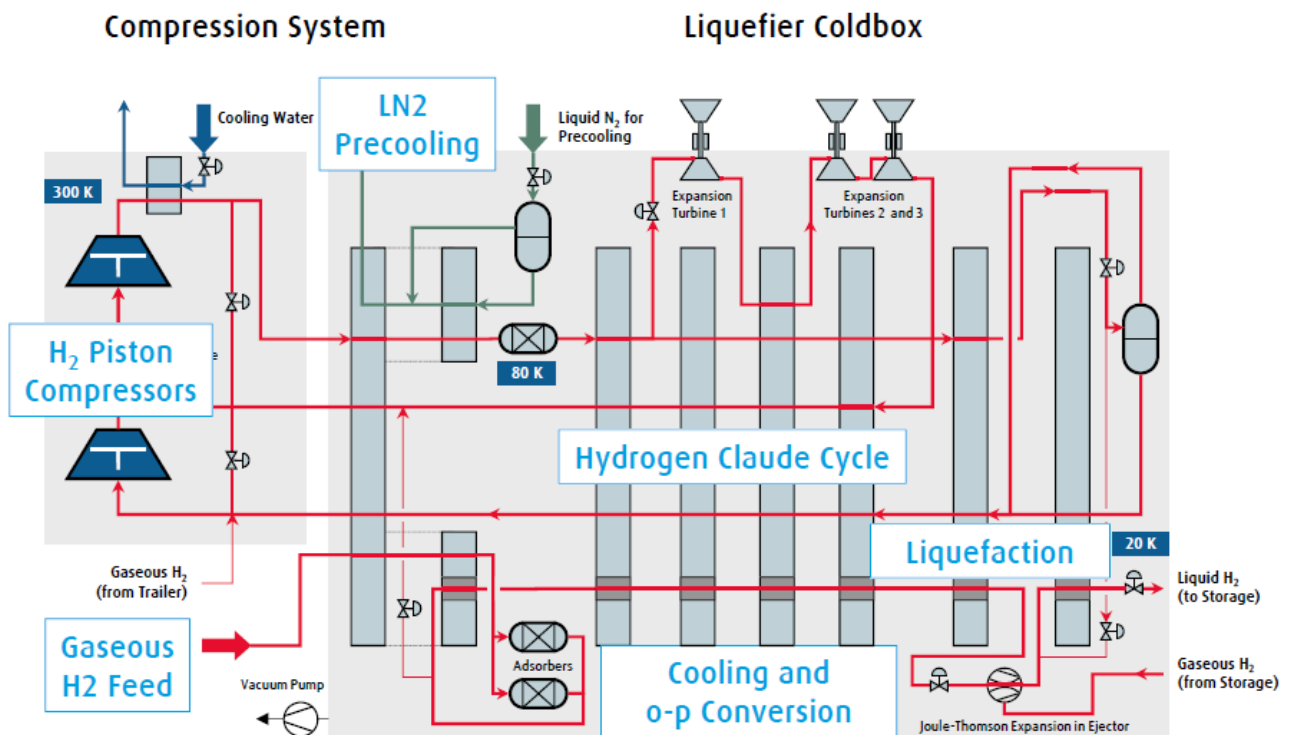 Compression System
Liquefier Coldbox
Cooling Water
LN2
Precooling
Liquid N₂ for
Precooling
300 K
Expansion
Turbine 1
Expansion
Turbines 2 and 3
H₂ Piston
Compressors
80 K
Hydrogen Claude Cycle
Liquefaction
20 K
Gaseous H₂
(from Trailer)
Liquid H₂
(to Storage)
Gaseous
H2 Feed
Adsorbers
Cooling and
o-p Conversion
Gaseous H₂
(from Storage)
Vacuum Pump
Joule-Thomson Expansion in Ejector